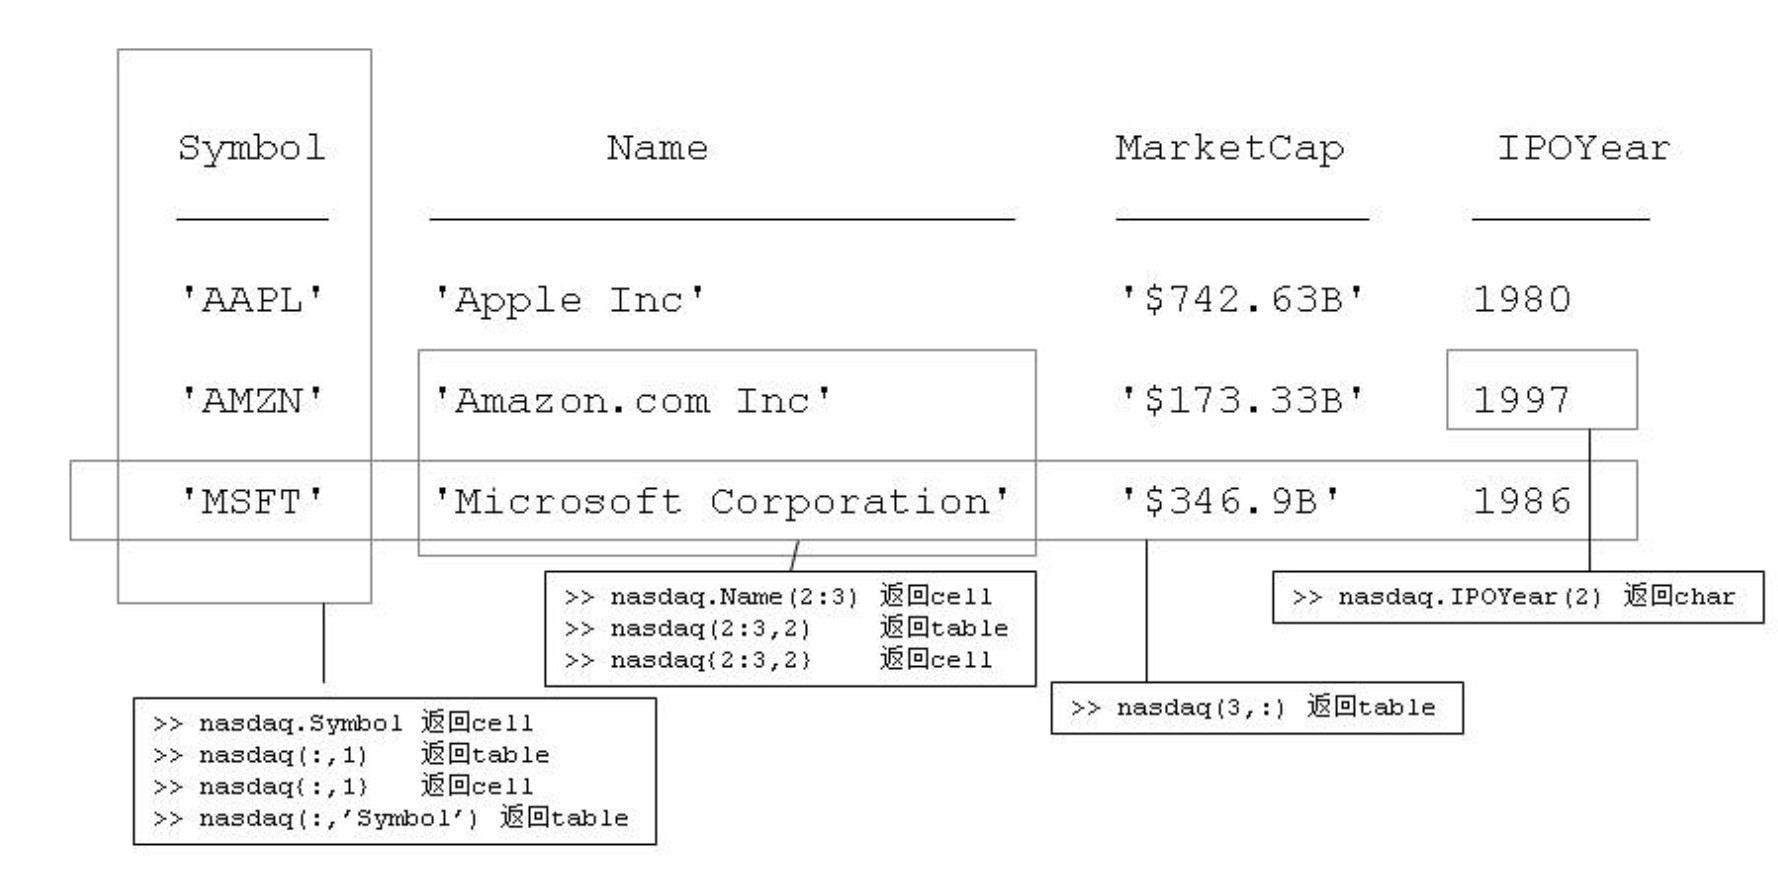 Symbol Name MarketCap IPOYear
'AAPL' 'Apple Inc' '$742.63B' 1980
'AMZN' 'Amazon.com Inc' '$173.33B' 1997
'MSFT' 'Microsoft Corporation' '$346.9B' 1986
>> nasdaq.Name(2:3) 返回cell
>> nasdaq(2:3,2) 返回table
>> nasdaq{2:3,2} 返回cell
>> nasdaq.IPOYear(2) 返回char
>> nasdaq(3,:) 返回table
>> nasdaq.Symbol 返回cell
>> nasdaq(:,1) 返回table
>> nasdaq{:,1} 返回cell
>> nasdaq(:,'Symbol') 返回table